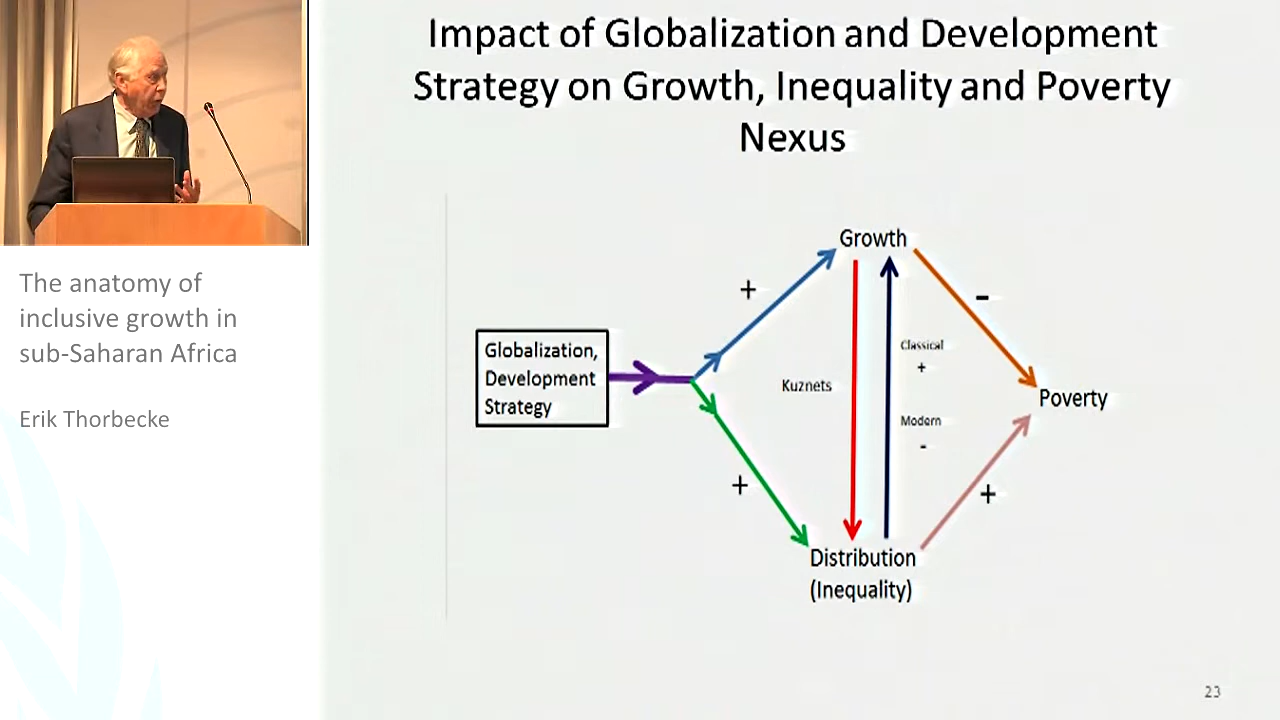 Impact of Globalization and Development
Strategy on Growth, Inequality and Poverty
Nexus
The anatomy of
inclusive growth in
sub-Saharan Africa
Erik Thorbecke
Growth
+
-
Globalization,
Development
Strategy
Kuznets
Classical
+
Modern
-
Poverty
+
+
Distribution
(Inequality)
23